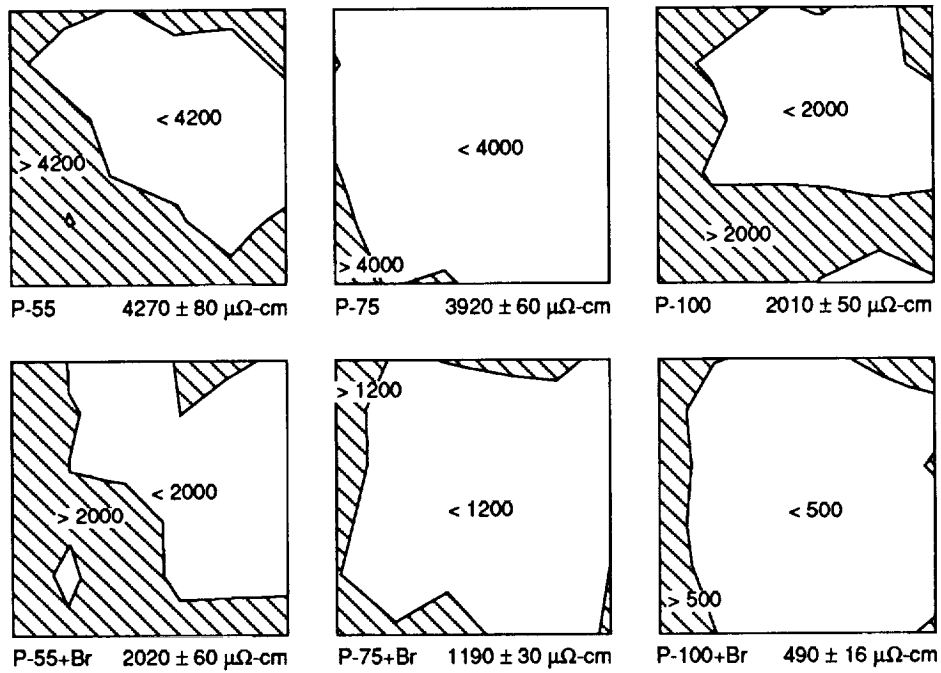 < 4200
> 4200
P-55 4270 ± 80 μΩ-cm
< 4000
> 4000
P-75 3920 ± 60 μΩ-cm
< 2000
> 2000
P-100 2010 ± 50 μΩ-cm
< 2000
> 2000
P-55+Br 2020 ± 60 μΩ-cm
> 1200
< 1200
P-75+Br 1190 ± 30 μΩ-cm
< 500
> 500
P-100+Br 490 ± 16 μΩ-cm